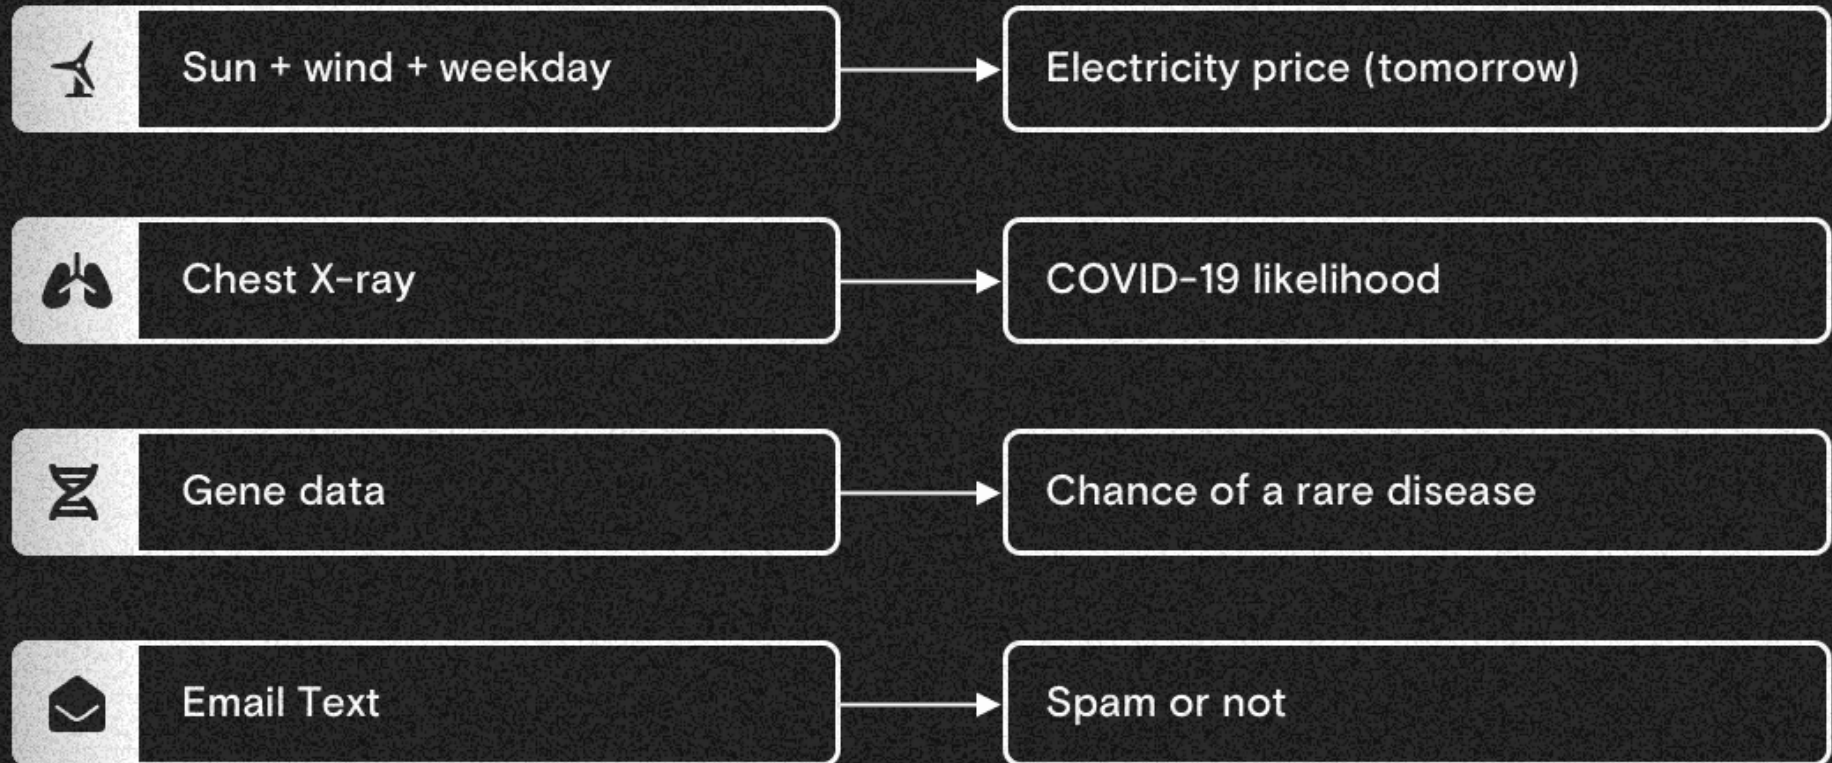 Sun + wind + weekday
Electricity price (tomorrow)
Chest X-ray
COVID-19 likelihood
Gene data
Chance of a rare disease
Email Text
Spam or not